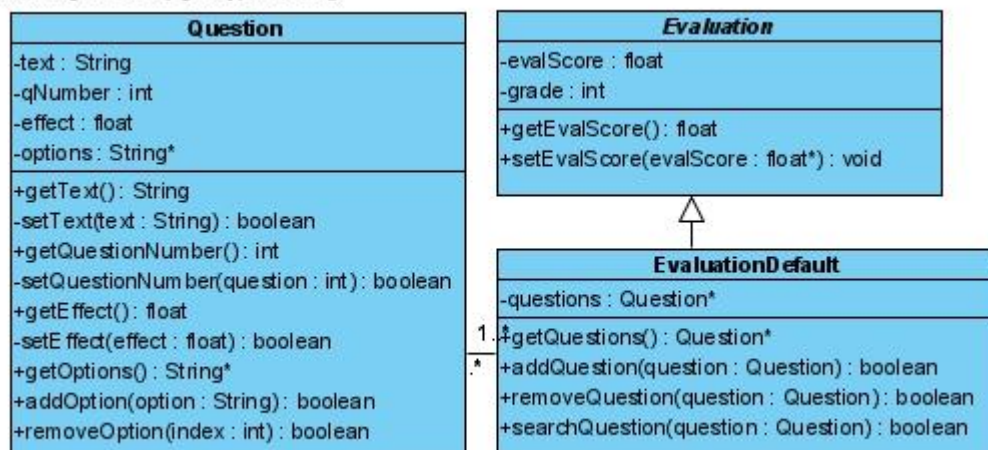 Question
-text : String
-qNumber : int
-effect : float
-options : String*
+getText() : String
-setText(text : String) : boolean
+getQuestionNumber() : int
-setQuestionNumber(question : int) : boolean
+getEffect() : float
-setEffect(effect : float) : boolean
+getOptions() : String*
+addOption(option : String) : boolean
+removeOption(index : int) : boolean
Evaluation
-evalScore : float
-grade : int
+getEvalScore() : float
+setEvalScore(evalScore : float*) : void
EvaluationDefault
-questions : Question*
+getQuestions() : Question*
+addQuestion(question : Question) : boolean
+removeQuestion(question : Question) : boolean
+searchQuestion(question : Question) : boolean
1..*
.*